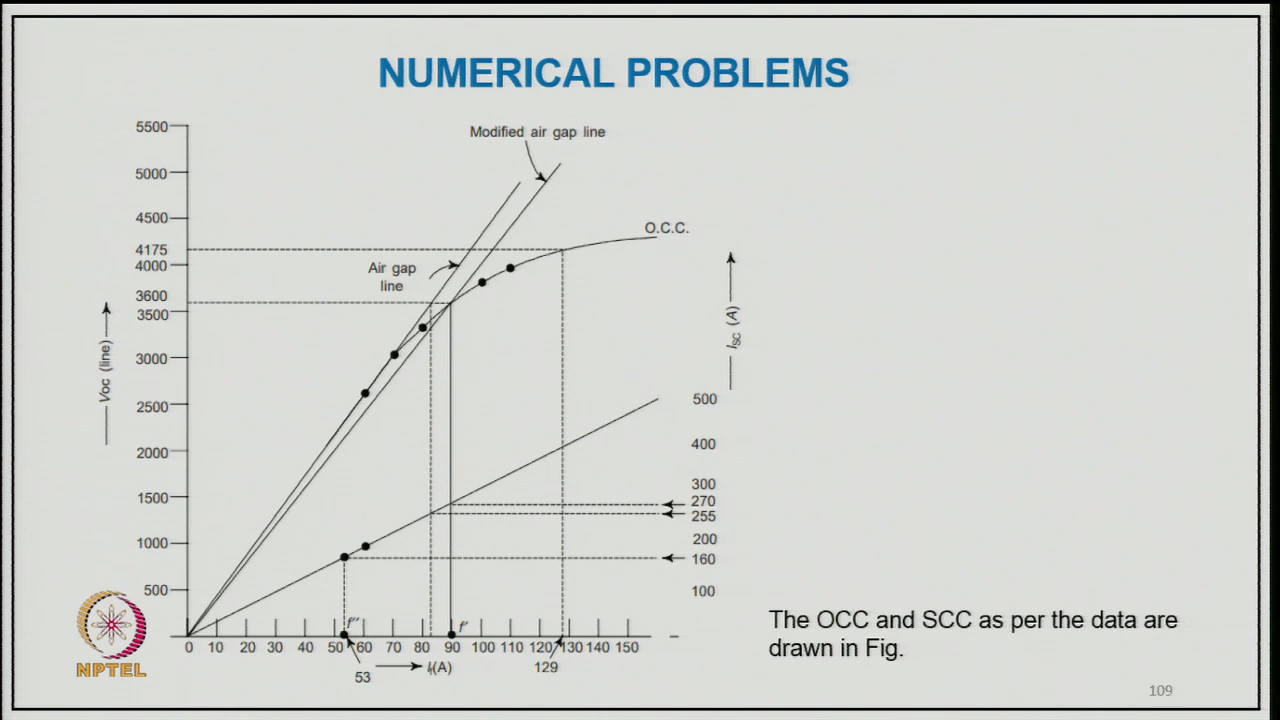 NUMERICAL PROBLEMS
Modified air gap line
5500
5000
4500
4175
4000
3600
3500
3000
2500
2000
1500
1000
500
O.C.C.
Air gap
line
Voc (line)
ISC (A)
500
400
300
270
255
200
160
100
f''
f'
0 10 20 30 40 50 60 70 80 90 100 110 120 130 140 150
53
If(A)
129
The OCC and SCC as per the data are
drawn in Fig.
NPTEL
109